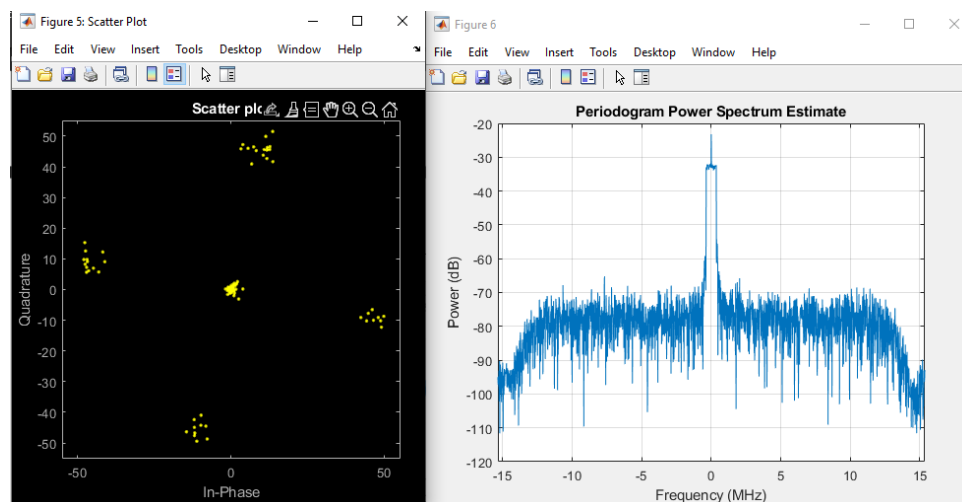 Figure 5: Scatter Plot
File Edit View Insert Tools Desktop Window Help
Scatter plo
50
40
30
20
10
0
-10
-20
-30
-40
-50
Quadrature
-50 0 50
In-Phase
Figure 6
File Edit View Insert Tools Desktop Window Help
Periodogram Power Spectrum Estimate
-20
-30
-40
-50
-60
-70
-80
-90
-100
-110
-120
Power (dB)
-15 -10 -5 0 5 10 15
Frequency (MHz)